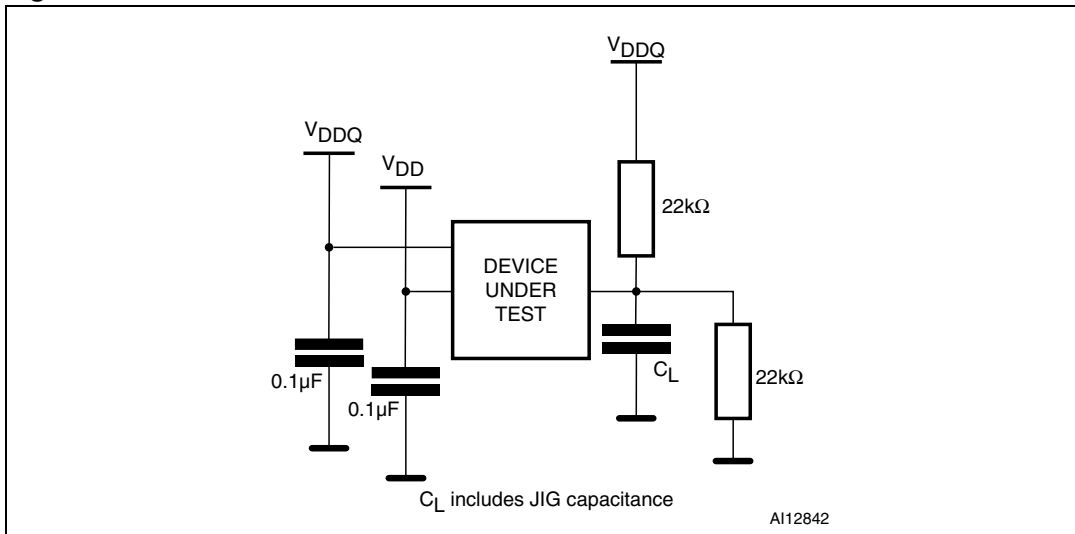 VDDQ
VDDQ
VDD
22kΩ
DEVICE
UNDER
TEST
0.1µF
0.1µF
CL
22kΩ
CL includes JIG capacitance
AI12842